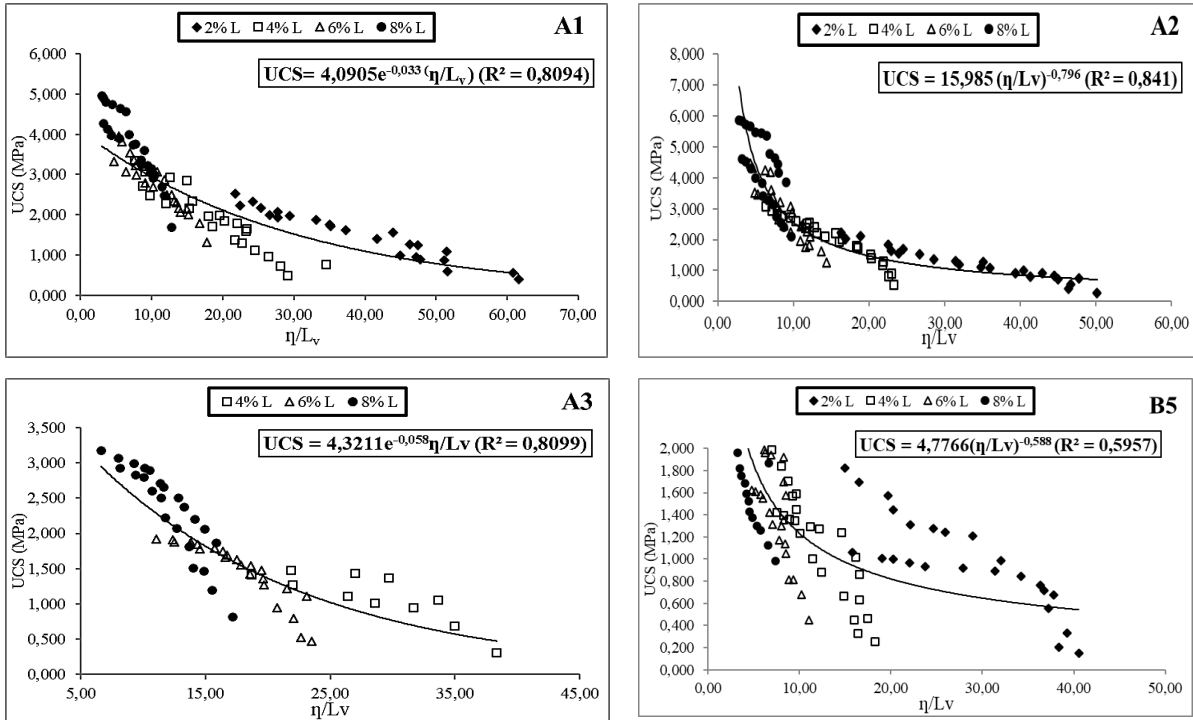 2% L 4% L 6% L 8% L
A1
UCS= 4,0905e^-0,033 (η/Lᵥ) (R² = 0,8094)
UCS (MPa)
6,000
5,000
4,000
3,000
2,000
1,000
0,000
0,00 10,00 20,00 30,00 40,00 50,00 60,00 70,00
η/Lᵥ
2% L 4% L 6% L 8% L
A2
UCS = 15,985 (η/Lv)^-0,796 (R² = 0,841)
UCS (MPa)
8,000
7,000
6,000
5,000
4,000
3,000
2,000
1,000
0,000
0,00 10,00 20,00 30,00 40,00 50,00 60,00
η/Lv
4% L 6% L 8% L
A3
UCS = 4,3211e^-0,058η/Lv (R² = 0,8099)
UCS (MPa)
3,500
3,000
2,500
2,000
1,500
1,000
0,500
0,000
5,00 15,00 25,00 35,00 45,00
η/Lv
2% L 4% L 6% L 8% L
B5
UCS = 4,7766(η/Lv)^-0,588 (R² = 0,5957)
UCS (MPa)
2,000
1,800
1,600
1,400
1,200
1,000
0,800
0,600
0,400
0,200
0,000
0,00 10,00 20,00 30,00 40,00 50,00
η/Lv